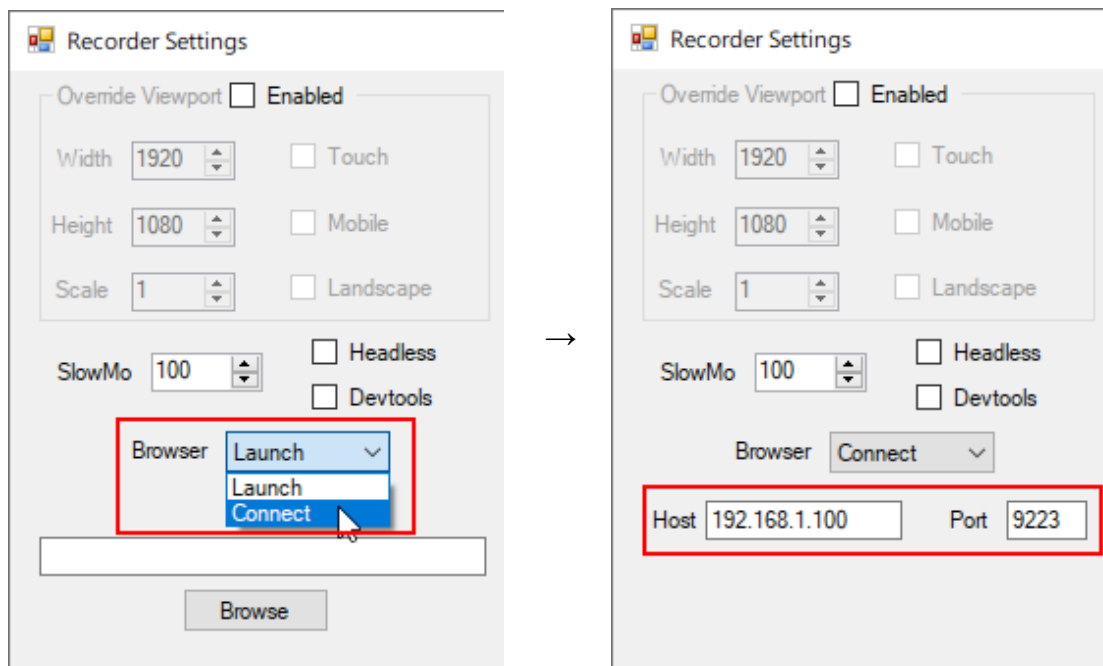 Recorder Settings
Override Viewport Enabled
Width 1920 Touch
Height 1080 Mobile
Scale 1 Landscape
SlowMo 100 Headless
Devtools
Browser Launch
Launch
Connect
Browse
→
Recorder Settings
Override Viewport Enabled
Width 1920 Touch
Height 1080 Mobile
Scale 1 Landscape
SlowMo 100 Headless
Devtools
Browser Connect
Host 192.168.1.100 Port 9223